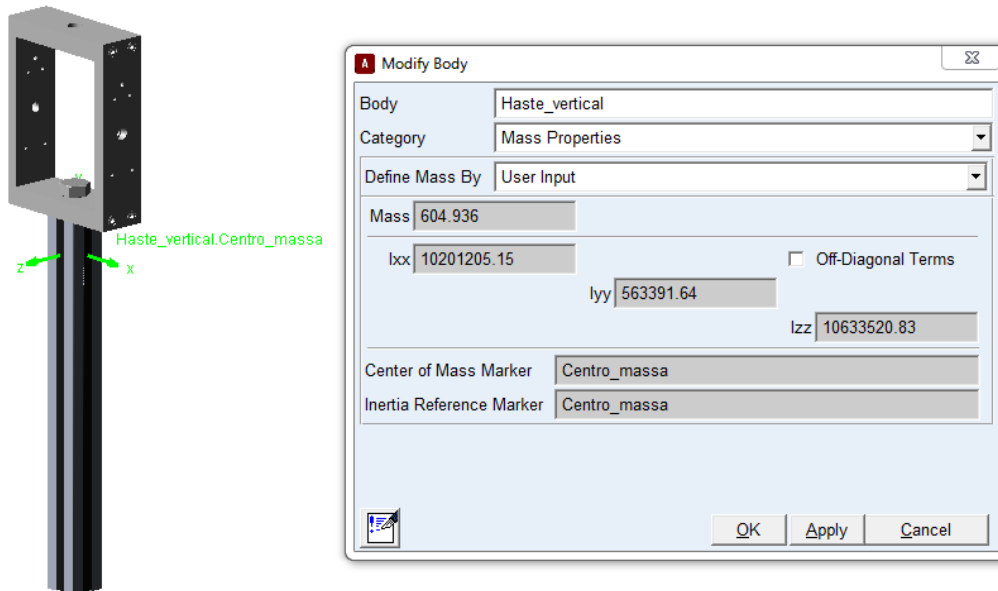 Y
Haste_vertical.Centro_massa
z
x
A Modify Body
Body Haste_vertical
Category Mass Properties
Define Mass By User Input
Mass 604.936
Ixx 10201205.15 Off-Diagonal Terms
Iyy 563391.64
Izz 10633520.83
Center of Mass Marker Centro_massa
Inertia Reference Marker Centro_massa
OK Apply Cancel